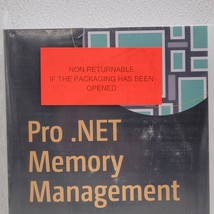 NON RETURNABLE
IF THE PACKAGING HAS BEEN
OPENED
Pro .NET
Memory
Management